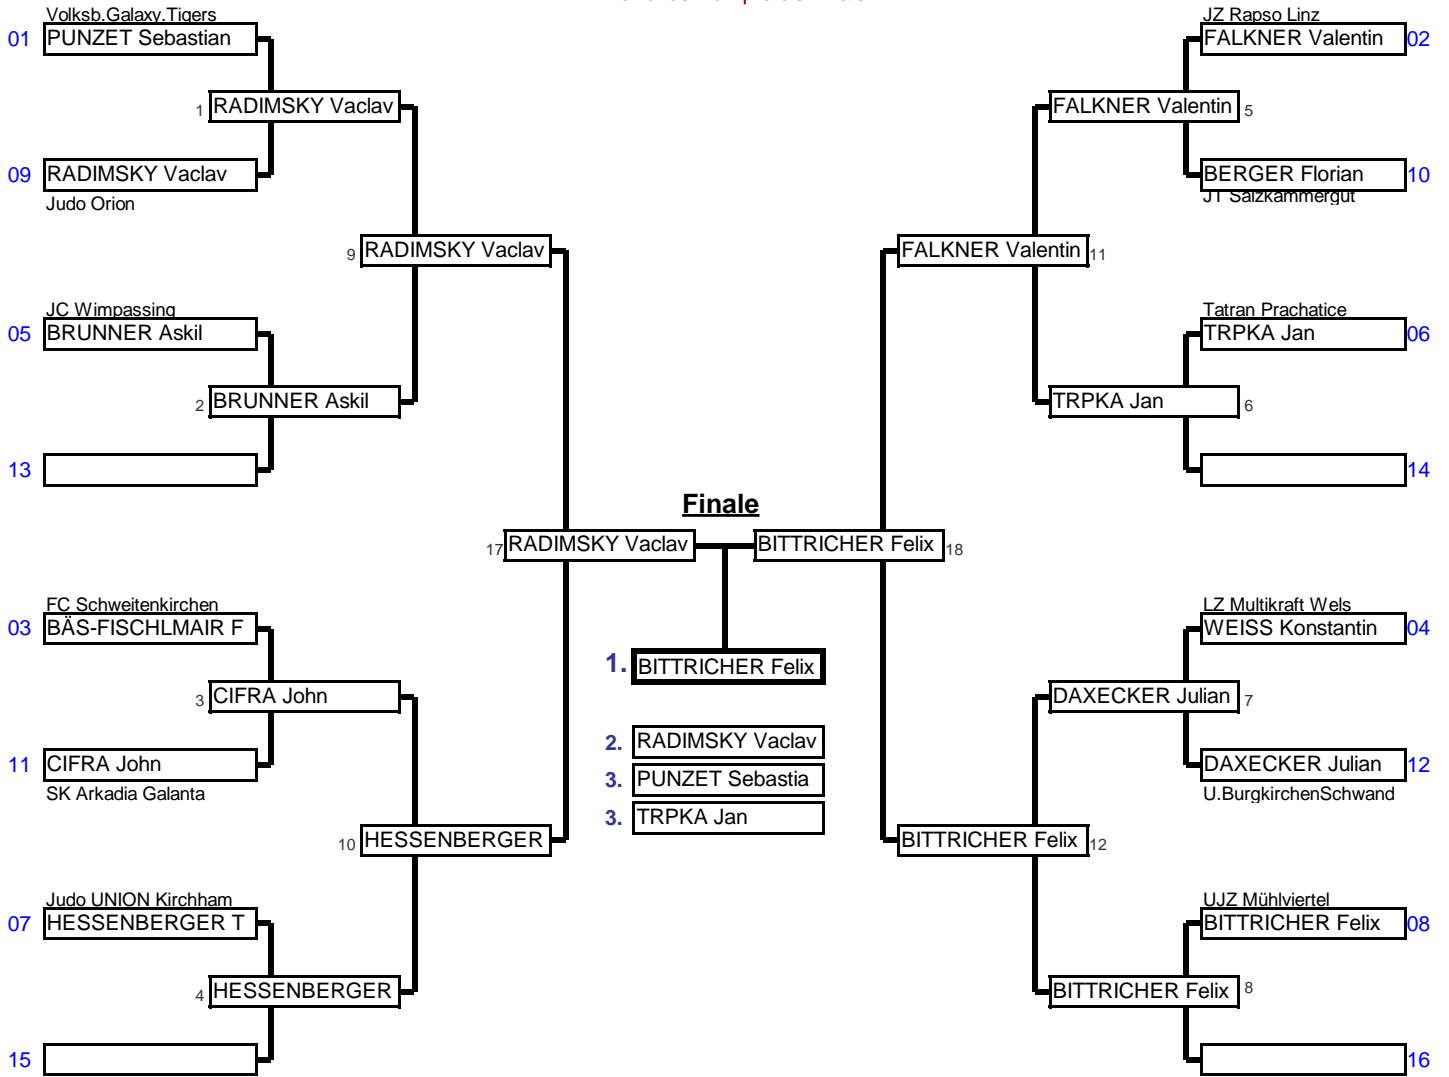 Volksb.Galaxy.Tigers
01 PUNZET Sebastian
1 RADIMSKY Vaclav
09 RADIMSKY Vaclav
Judo Orion
9 RADIMSKY Vaclav
JC Wimpassing
05 BRUNNER Askil
2 BRUNNER Askil
13
17 RADIMSKY Vaclav
FC Schweitenkirchen
03 BÄS-FISCHLMAIR F
3 CIFRA John
11 CIFRA John
SK Arkadia Galanta
10 HESSENBERGER
Judo UNION Kirchham
07 HESSENBERGER T
4 HESSENBERGER
15
Finale
1. BITTRICHER Felix
2. RADIMSKY Vaclav
3. PUNZET Sebastia
3. TRPKA Jan
JZ Rapso Linz
FALKNER Valentin 02
FALKNER Valentin 5
BERGER Florian 10
JT Salzkammergut
FALKNER Valentin 11
Tatran Prachatice
TRPKA Jan 06
TRPKA Jan 6
14
BITTRICHER Felix 18
LZ Multikraft Wels
WEISS Konstantin 04
DAXECKER Julian 7
DAXECKER Julian 12
U.BurgkirchenSchwand
BITTRICHER Felix 12
UJZ Mühlviertel
BITTRICHER Felix 08
BITTRICHER Felix 8
16